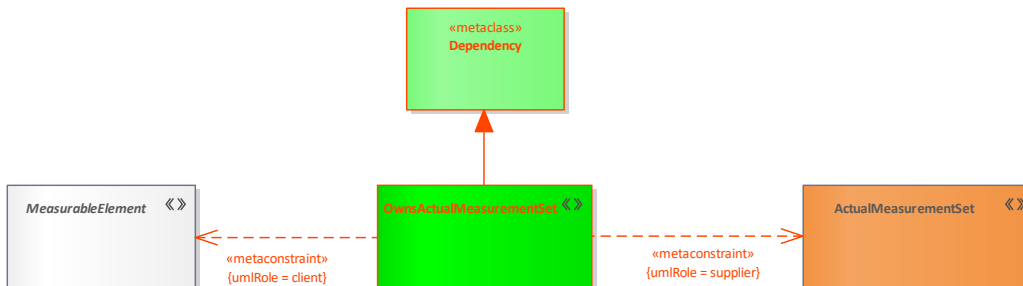 «metaclass»
Dependency
MeasurableElement
OwnsActualMeasurementSet
ActualMeasurementSet
«metaconstraint»
{umlRole = client}
«metaconstraint»
{umlRole = supplier}